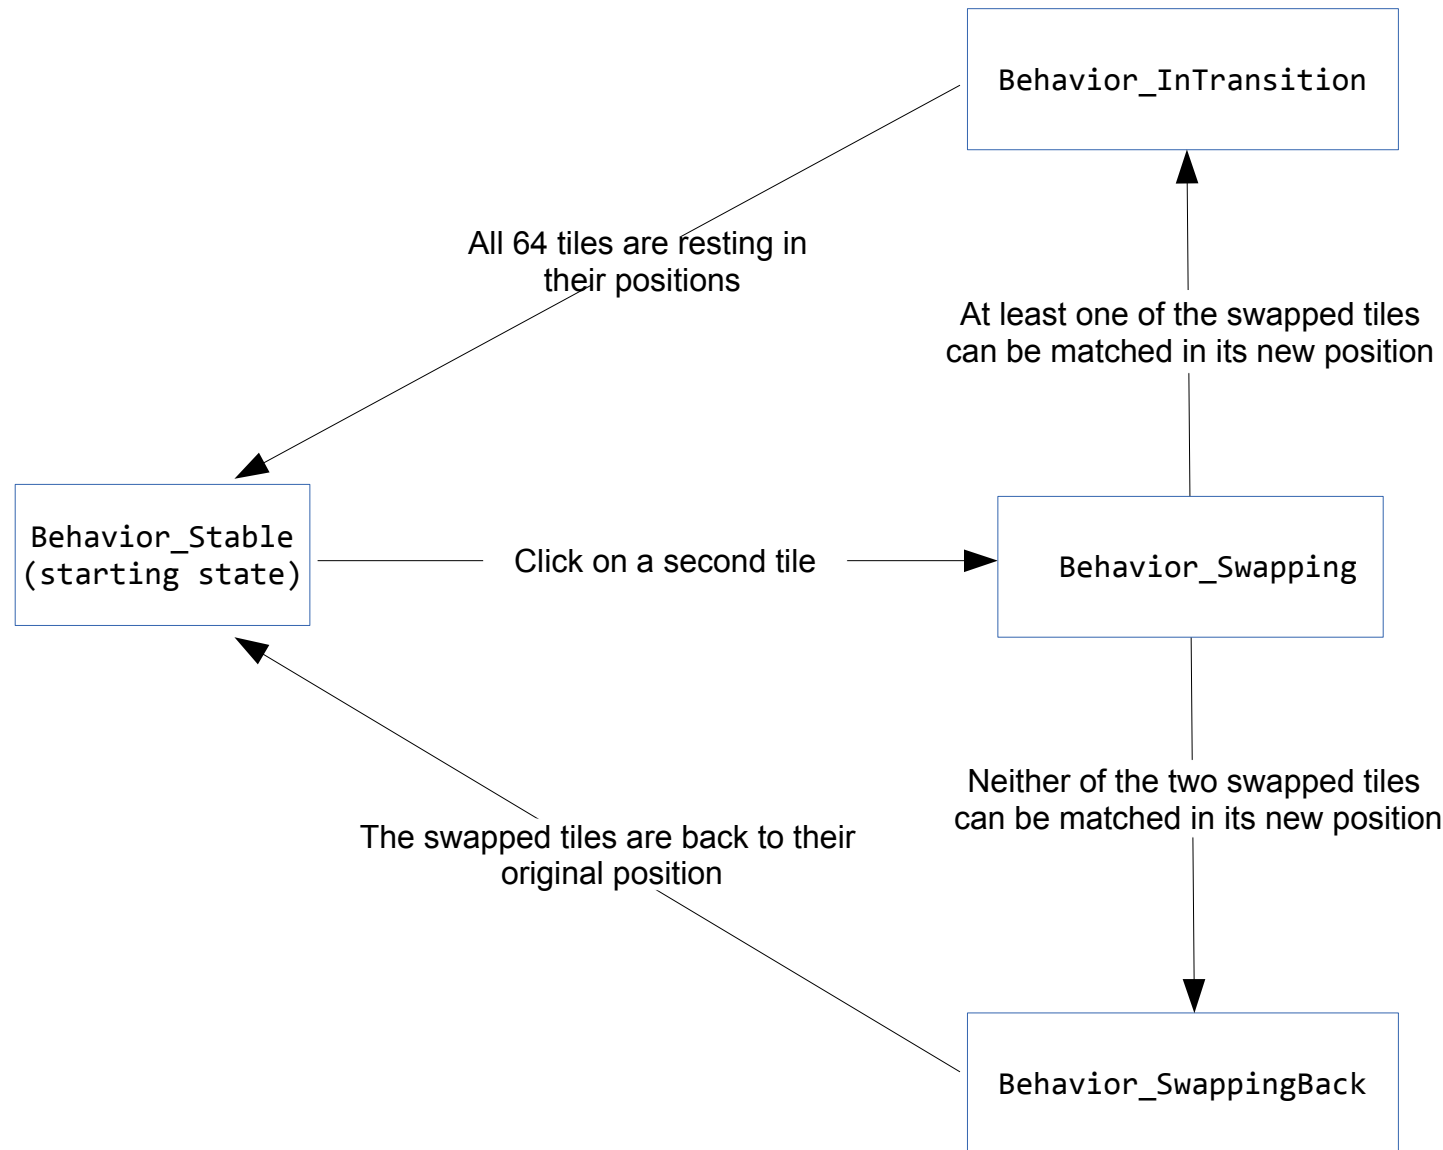 Behavior_InTransition
All 64 tiles are resting in
their positions
At least one of the swapped tiles
can be matched in its new position
Behavior_Stable
(starting state)
Click on a second tile
Behavior_Swapping
Neither of the two swapped tiles
can be matched in its new position
The swapped tiles are back to their
original position
Behavior_SwappingBack